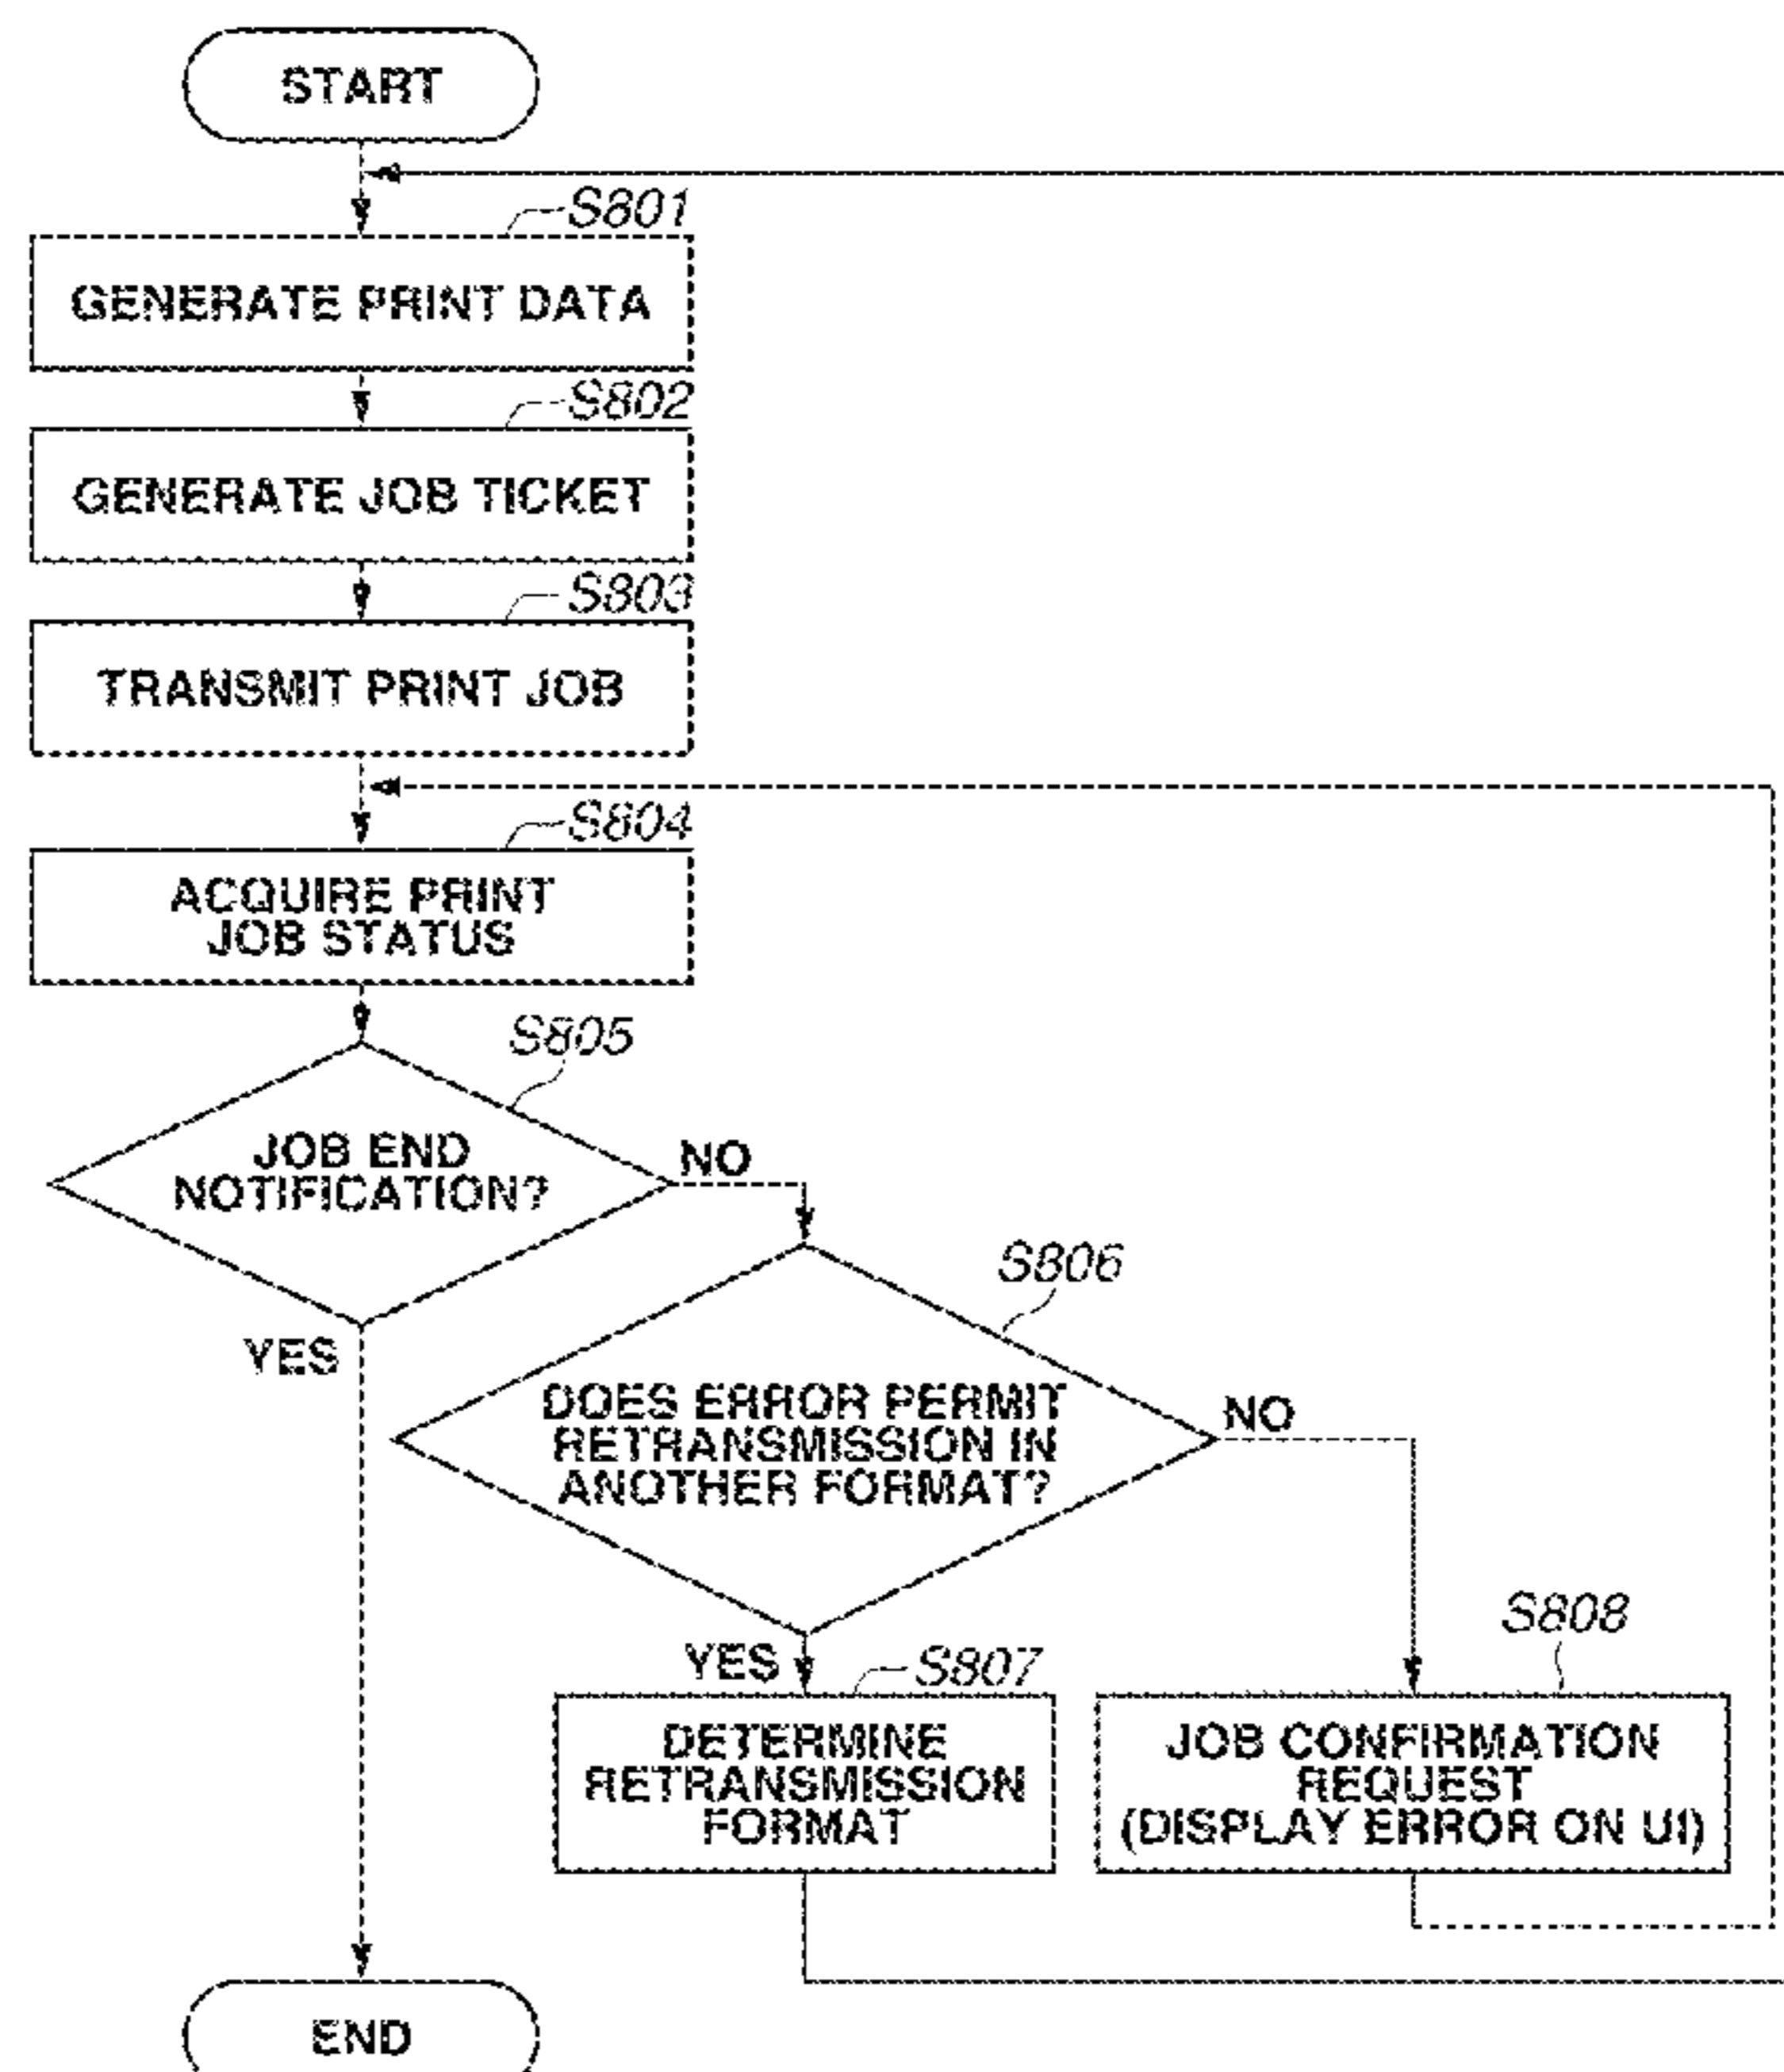 START
S801
GENERATE PRINT DATA
S802
GENERATE JOB TICKET
S803
TRANSMIT PRINT JOB
S804
ACQUIRE PRINT
JOB STATUS
S805
JOB END
NOTIFICATION?
NO
YES
S806
DOES ERROR PERMIT
RETRANSMISSION IN
ANOTHER FORMAT?
NO
YES
S807
DETERMINE
RETRANSMISSION
FORMAT
S808
JOB CONFIRMATION
REQUEST
(DISPLAY ERROR ON UI)
END